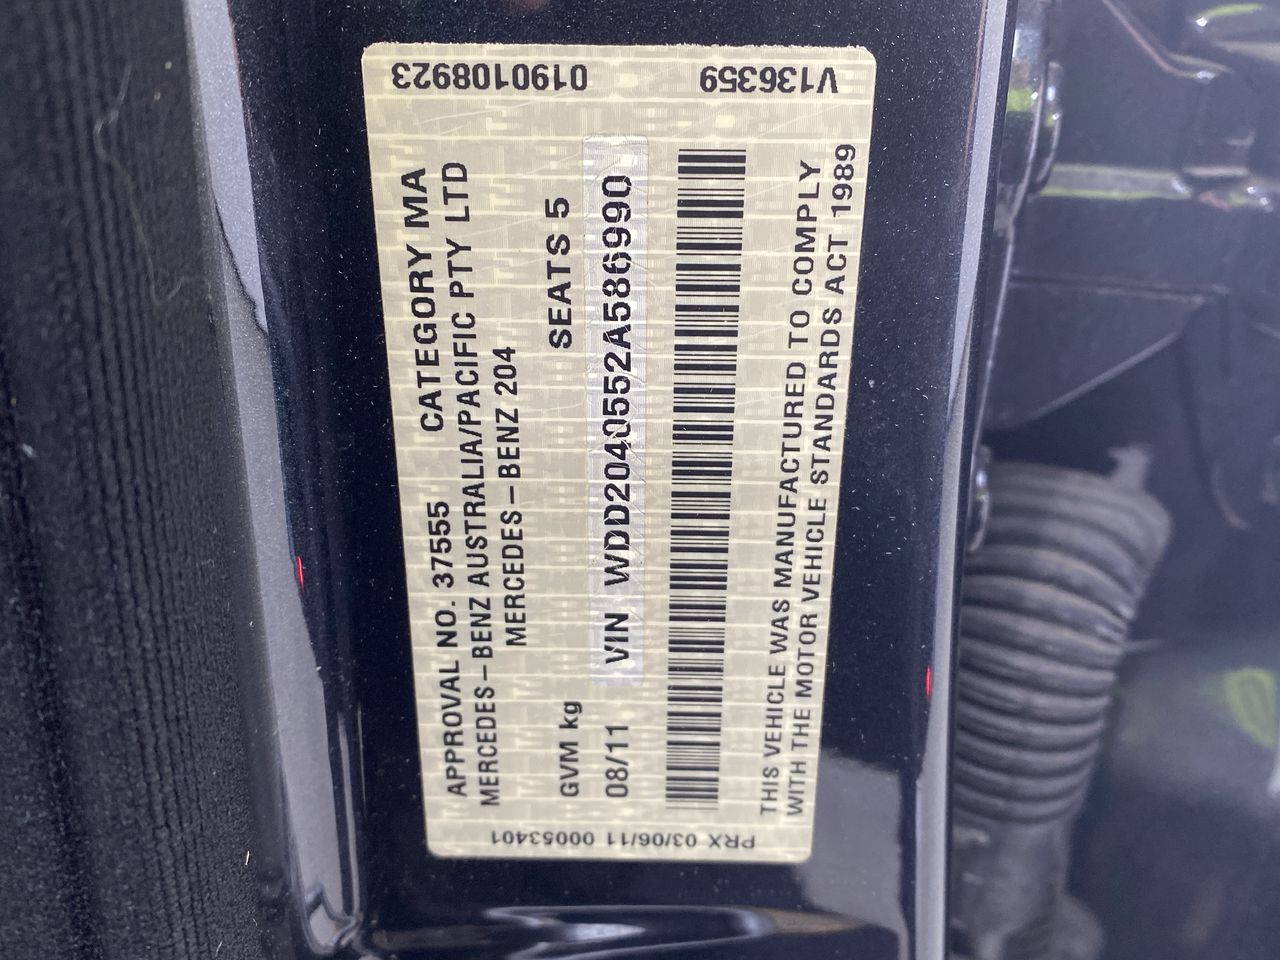 0190108923 V136359
APPROVAL NO. 37555 CATEGORY MA
MERCEDES-BENZ AUSTRALIA/PACIFIC PTY LTD
MERCEDES-BENZ 204
GVM kg SEATS 5
08/11 VIN WDD2040552A586990
THIS VEHICLE WAS MANUFACTURED TO COMPLY
WITH THE MOTOR VEHICLE STANDARDS ACT 1989
PRX 03/06/11 00053401